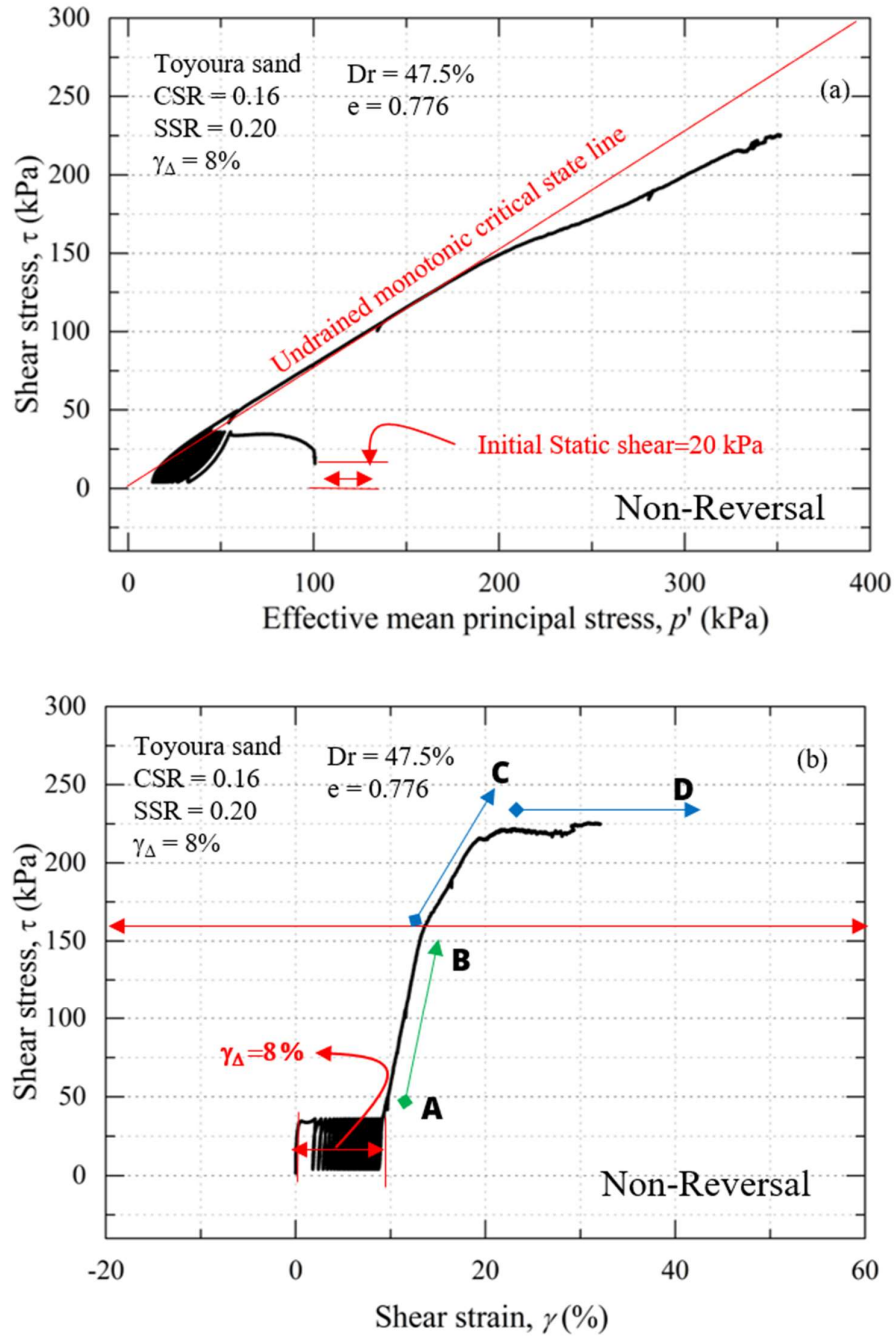 300
250
200
150
100
50
0
Shear stress, τ (kPa)
Toyoura sand
CSR = 0.16
SSR = 0.20
γΔ = 8%
Dr = 47.5%
e = 0.776
(a)
Undrained monotonic critical state line
Initial Static shear=20 kPa
Non-Reversal
0
100
200
300
400
Effective mean principal stress, p' (kPa)
300
250
200
150
100
50
0
Shear stress, τ (kPa)
Toyoura sand
CSR = 0.16
SSR = 0.20
γΔ = 8%
Dr = 47.5%
e = 0.776
(b)
C
D
B
γΔ=8%
A
Non-Reversal
-20
0
20
40
60
Shear strain, γ (%)